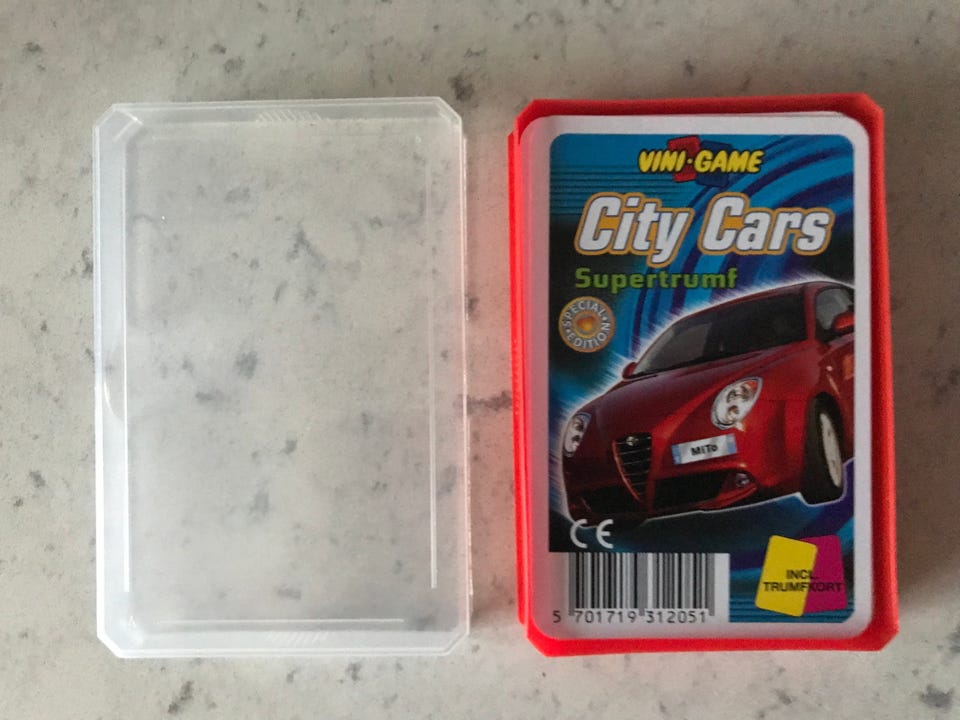 VINI·GAME
City Cars
Supertrumf
SPECIAL
EDITION
MITO
CE
INCL.
TRUMFKORT
5 701719 312051